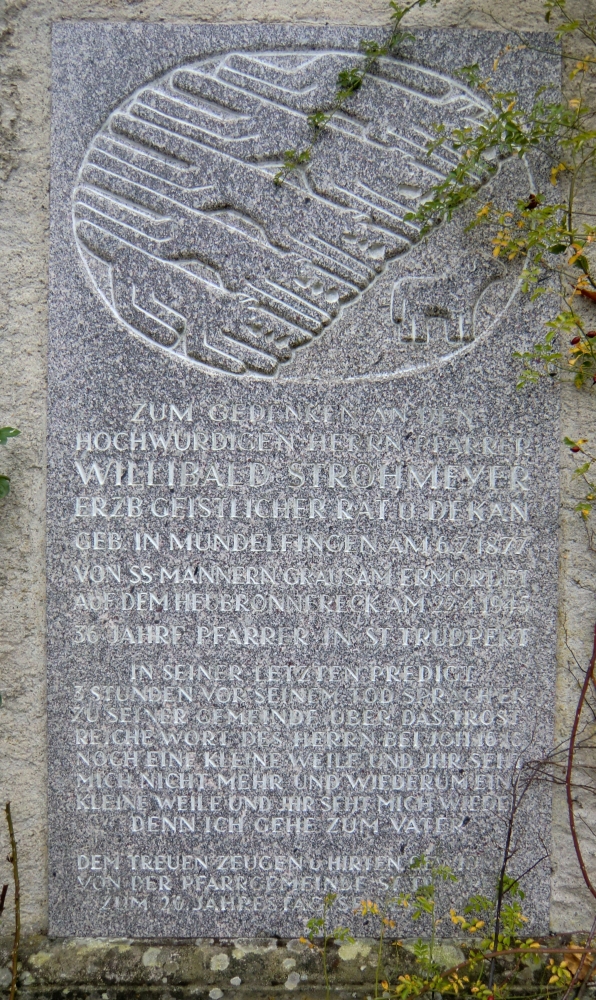 ZUM GEDENKEN AN DEN
HOCHWÜRDIGEN HERRN PFARRER
WILLIBALD STROHMEYER
ERZB. GEISTLICHER RAT U. DEKAN
GEB. IN MUNDELFINGEN AM 6.7.1877
VON SS-MÄNNERN GRAUSAM ERMORDET
AUF DEM HEUBRONNERECK AM 22.4.1945
36 JAHRE PFARRER IN ST. TRUDPERT
IN SEINER LETZTEN PREDIGT
3 STUNDEN VOR SEINEM TOD SPRACH ER
ZU SEINER GEMEINDE ÜBER DAS TROST
REICHE WORT DES HERRN BEI JOH 16.16
NOCH EINE KLEINE WEILE UND JHR SEHT
MICH NICHT MEHR UND WIEDERUM EINE
KLEINE WEILE UND JHR SEHT MICH WIEDER
DENN ICH GEHE ZUM VATER
DEM TREUEN ZEUGEN U. HIRTEN
VON DER PFARRGEMEINDE ST.
ZUM 20. JAHRESTAG